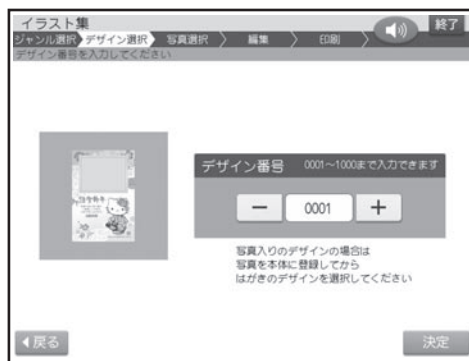 イラスト集
終了
ジャンル選択 デザイン選択 写真選択 編集 印刷
デザイン番号を入力してください
デザイン番号 0001～1000まで入力できます
－ 0001 ＋
写真入りのデザインの場合は
写真を本体に登録してから
はがきのデザインを選択してください
戻る
決定